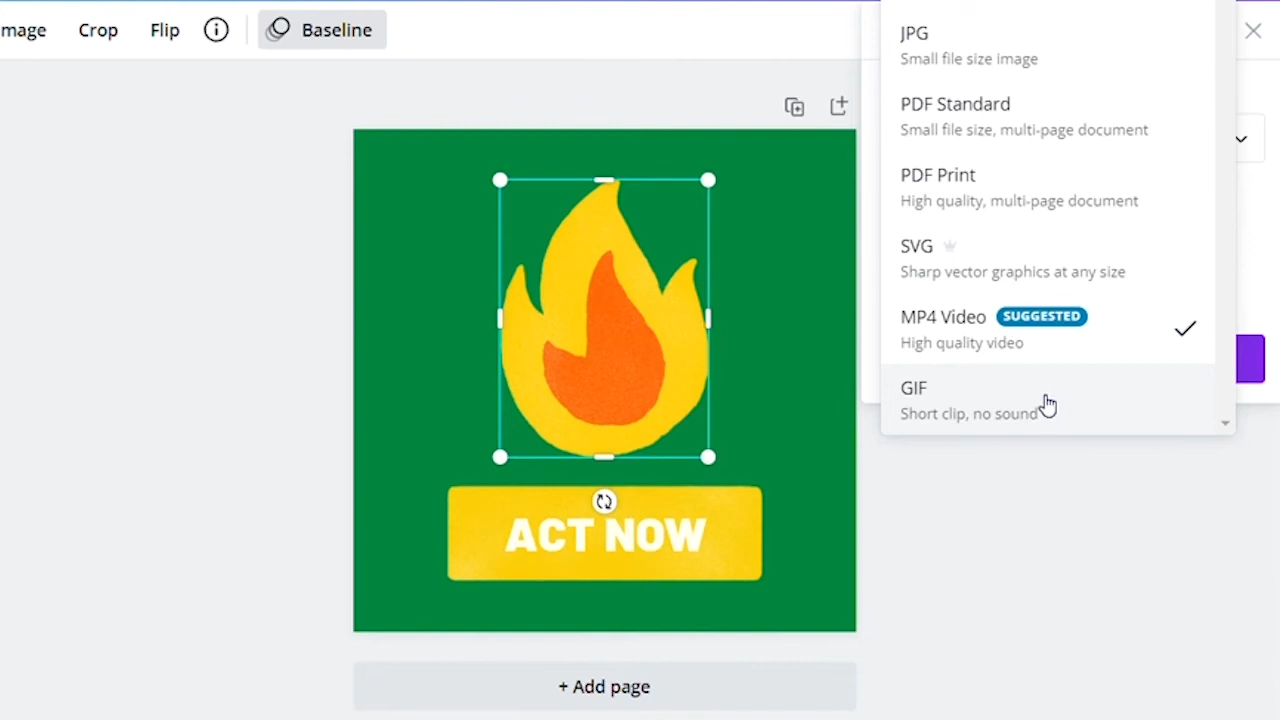 mage Crop Flip Baseline
JPG
Small file size image
PDF Standard
Small file size, multi-page document
PDF Print
High quality, multi-page document
SVG
Sharp vector graphics at any size
MP4 Video SUGGESTED
High quality video
GIF
Short clip, no sound
ACT NOW
+ Add page